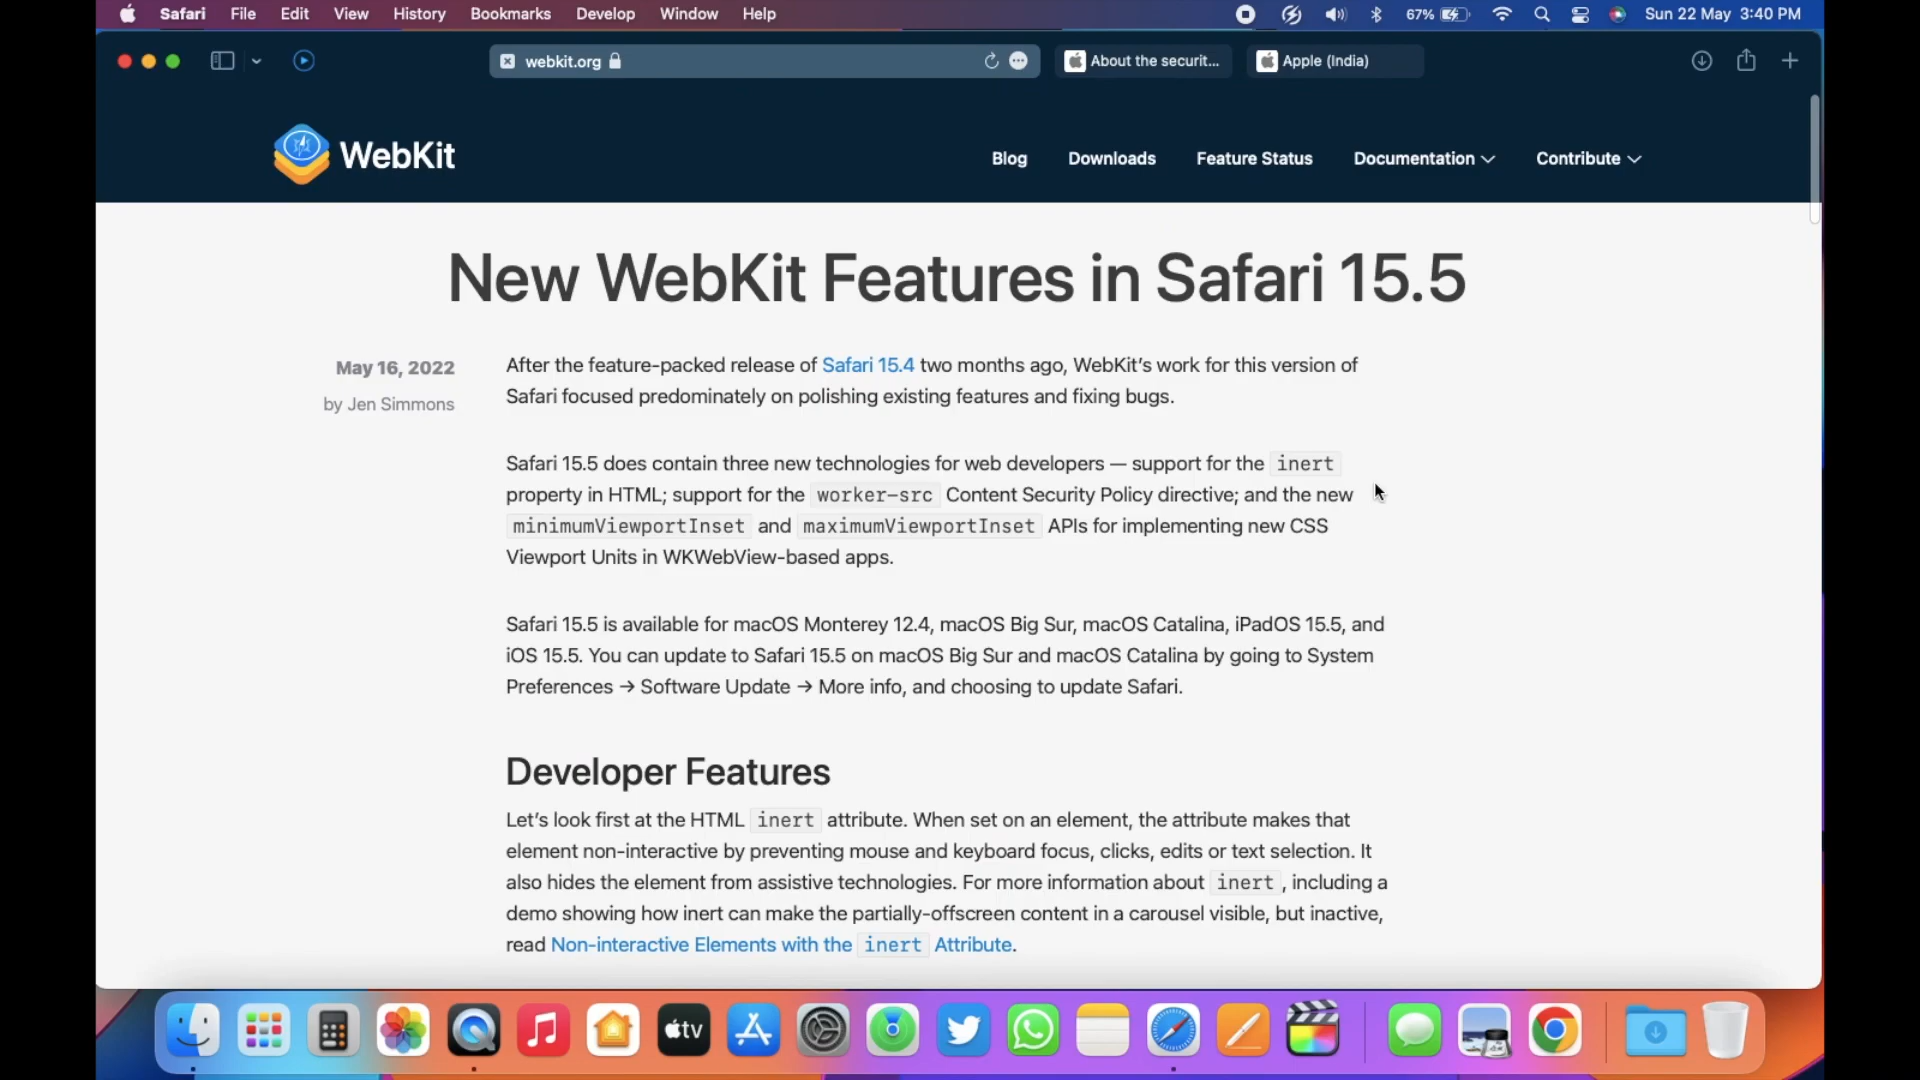 Safari File Edit View History Bookmarks Develop Window Help 67% Sun 22 May 3:40 PM
webkit.org About the securit... Apple (India)
WebKit Blog Downloads Feature Status Documentation Contribute
New WebKit Features in Safari 15.5
May 16, 2022
by Jen Simmons
After the feature-packed release of Safari 15.4 two months ago, WebKit's work for this version of
Safari focused predominately on polishing existing features and fixing bugs.
Safari 15.5 does contain three new technologies for web developers — support for the inert
property in HTML; support for the worker-src Content Security Policy directive; and the new
minimumViewportInset and maximumViewportInset APIs for implementing new CSS
Viewport Units in WKWebView-based apps.
Safari 15.5 is available for macOS Monterey 12.4, macOS Big Sur, macOS Catalina, iPadOS 15.5, and
iOS 15.5. You can update to Safari 15.5 on macOS Big Sur and macOS Catalina by going to System
Preferences → Software Update → More info, and choosing to update Safari.
Developer Features
Let's look first at the HTML inert attribute. When set on an element, the attribute makes that
element non-interactive by preventing mouse and keyboard focus, clicks, edits or text selection. It
also hides the element from assistive technologies. For more information about inert, including a
demo showing how inert can make the partially-offscreen content in a carousel visible, but inactive,
read Non-interactive Elements with the inert Attribute.
tv